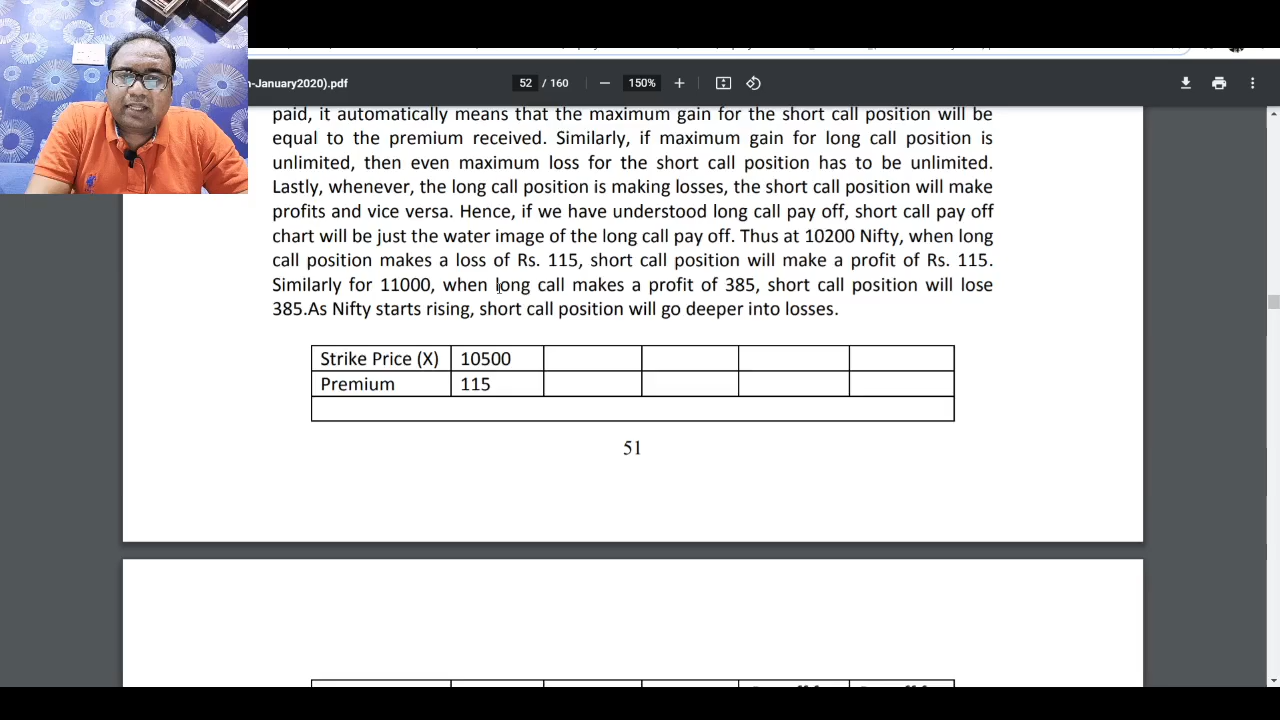 n-January2020).pdf
52 / 160
150%
paid, it automatically means that the maximum gain for the short call position will be
equal to the premium received. Similarly, if maximum gain for long call position is
unlimited, then even maximum loss for the short call position has to be unlimited.
Lastly, whenever, the long call position is making losses, the short call position will make
profits and vice versa. Hence, if we have understood long call pay off, short call pay off
chart will be just the water image of the long call pay off. Thus at 10200 Nifty, when long
call position makes a loss of Rs. 115, short call position will make a profit of Rs. 115.
Similarly for 11000, when long call makes a profit of 385, short call position will lose
385.As Nifty starts rising, short call position will go deeper into losses.
Strike Price (X) 10500
Premium 115
51